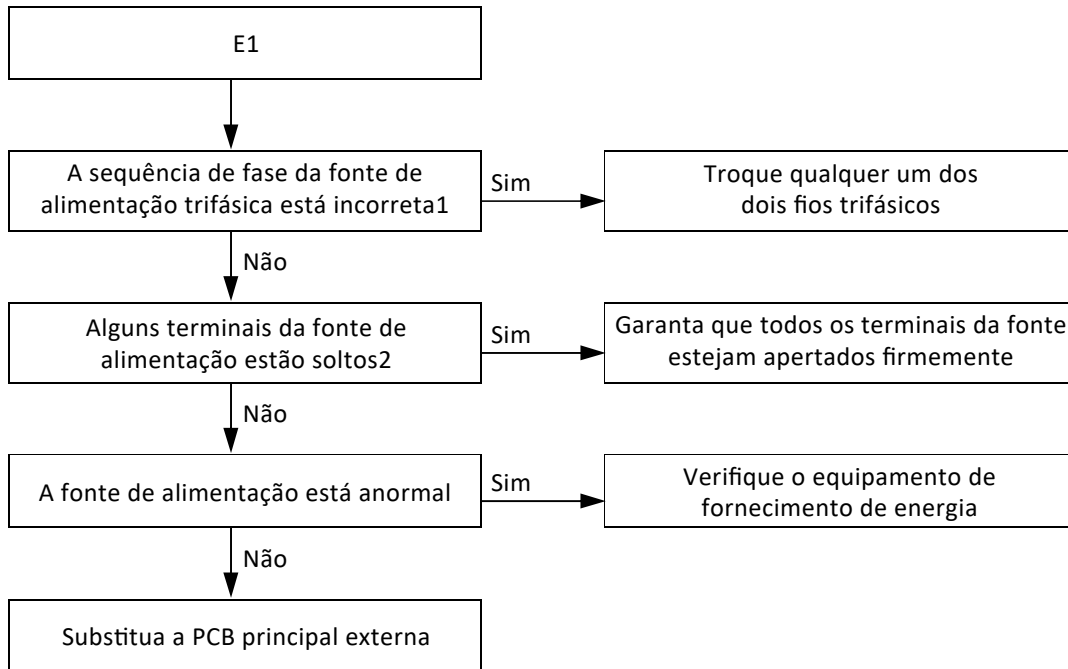 E1
A sequência de fase da fonte de
alimentação trifásica está incorreta1
Sim
Troque qualquer um dos
dois fios trifásicos
Não
Alguns terminais da fonte de
alimentação estão soltos2
Sim
Garanta que todos os terminais da fonte
estejam apertados firmemente
Não
A fonte de alimentação está anormal
Sim
Verifique o equipamento de
fornecimento de energia
Não
Substitua a PCB principal externa